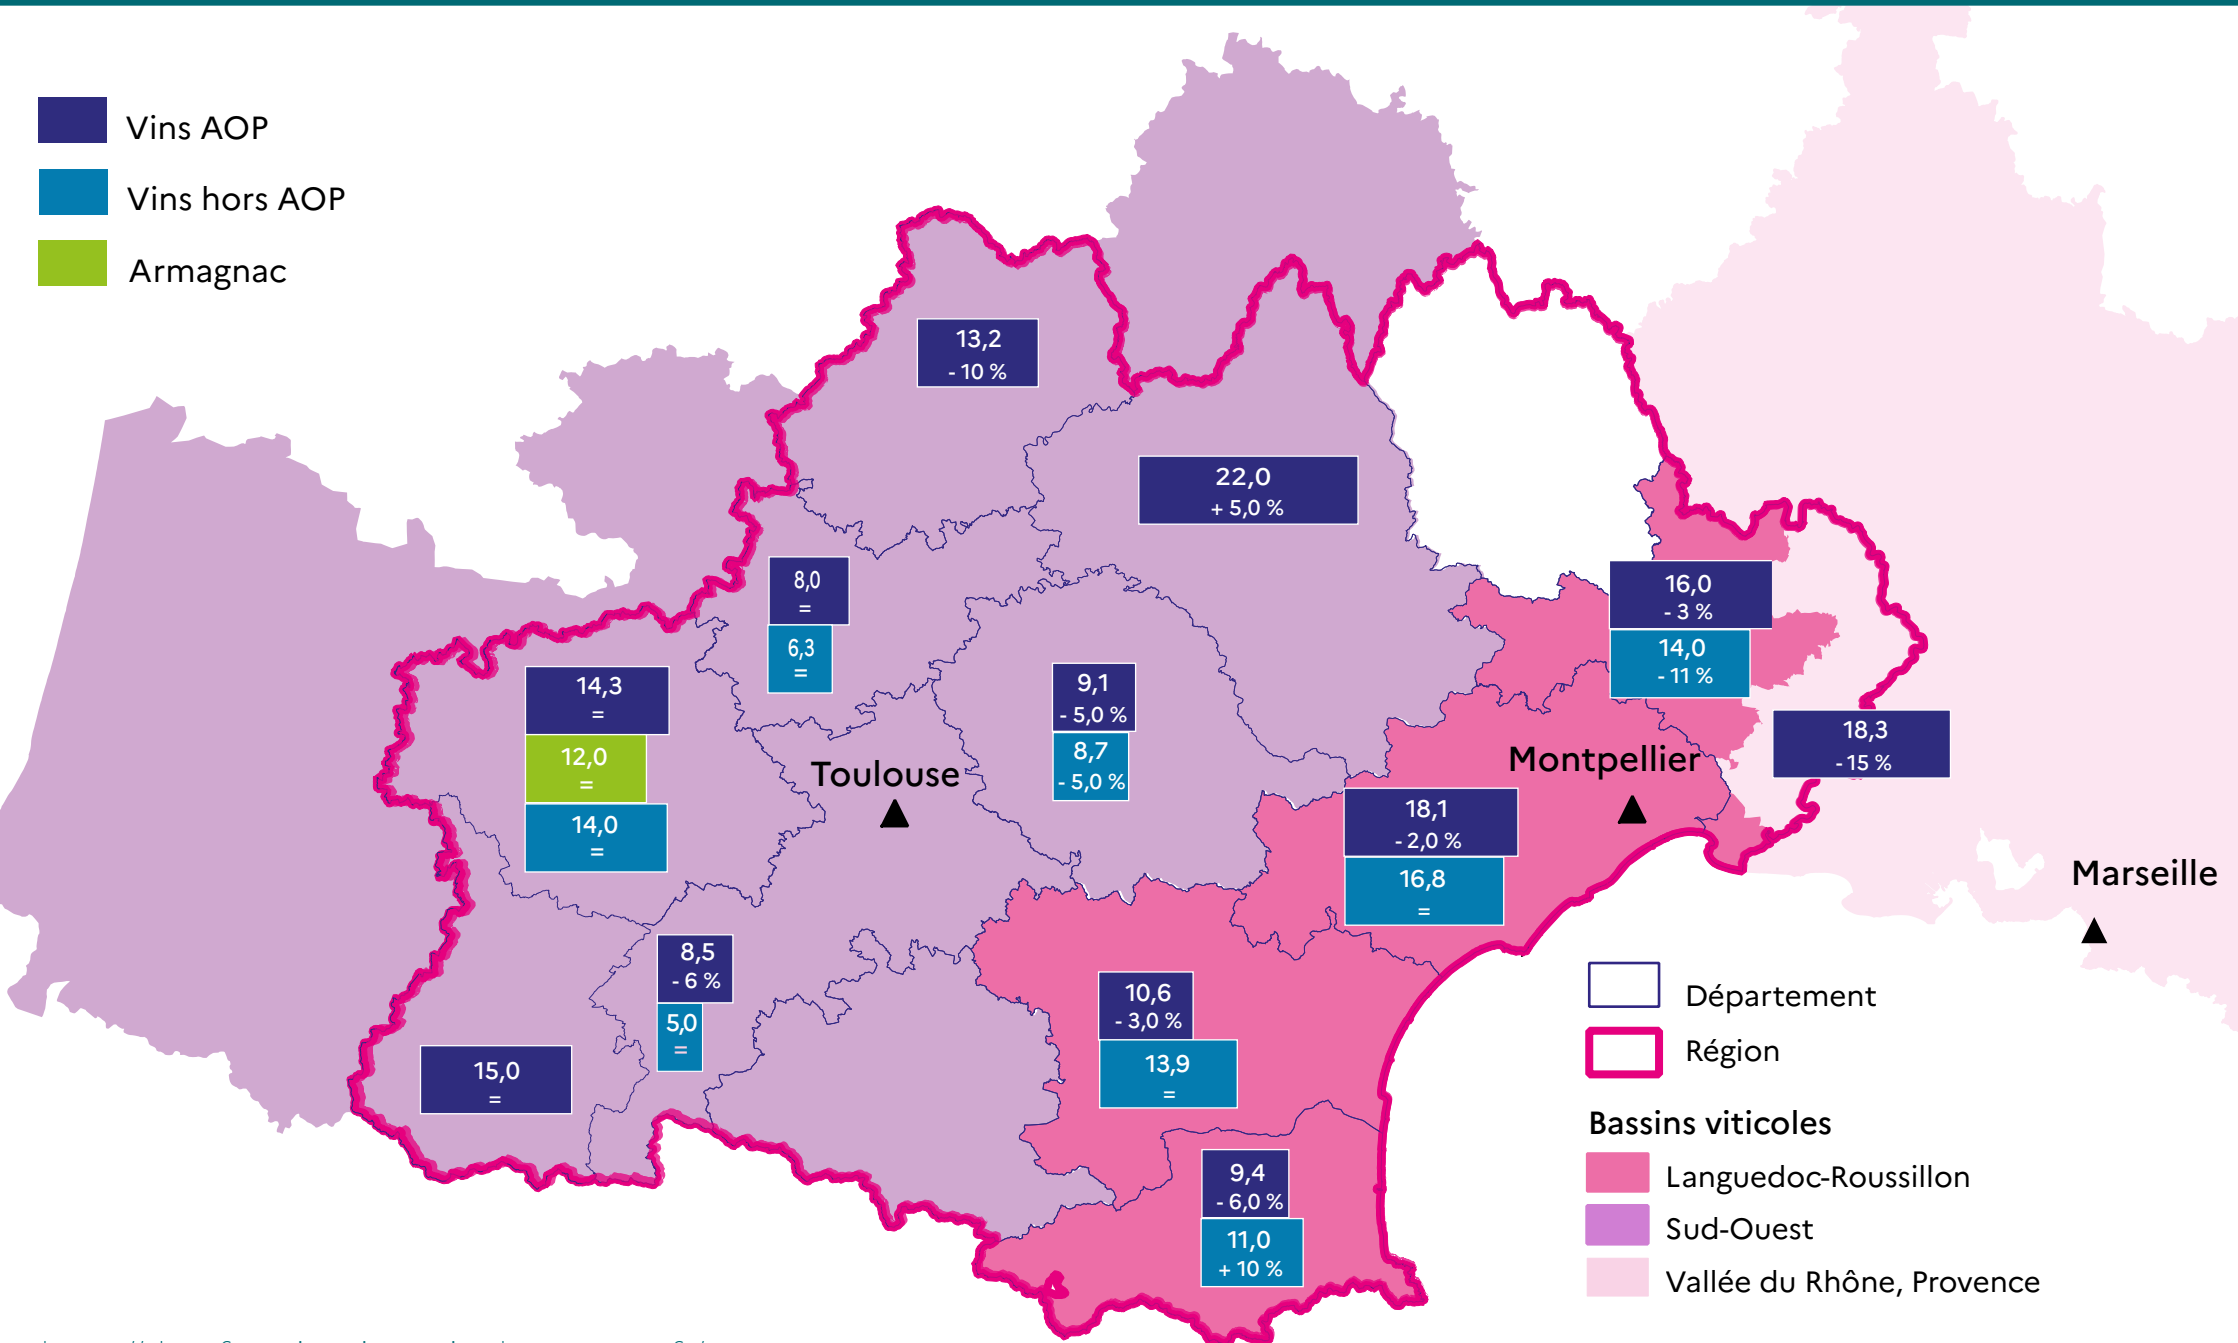 Vins AOP
Vins hors AOP
Armagnac
13,2
- 10 %
22,0
+ 5,0 %
8,0
=
6,3
=
16,0
- 3 %
14,0
- 11 %
14,3
=
12,0
=
14,0
=
9,1
- 5,0 %
8,7
- 5,0 %
18,3
- 15 %
Toulouse
Montpellier
18,1
- 2,0 %
16,8
=
Marseille
8,5
- 6 %
5,0
=
10,6
- 3,0 %
13,9
=
15,0
=
9,4
- 6,0 %
11,0
+ 10 %
Département
Région
Bassins viticoles
Languedoc-Roussillon
Sud-Ouest
Vallée du Rhône, Provence